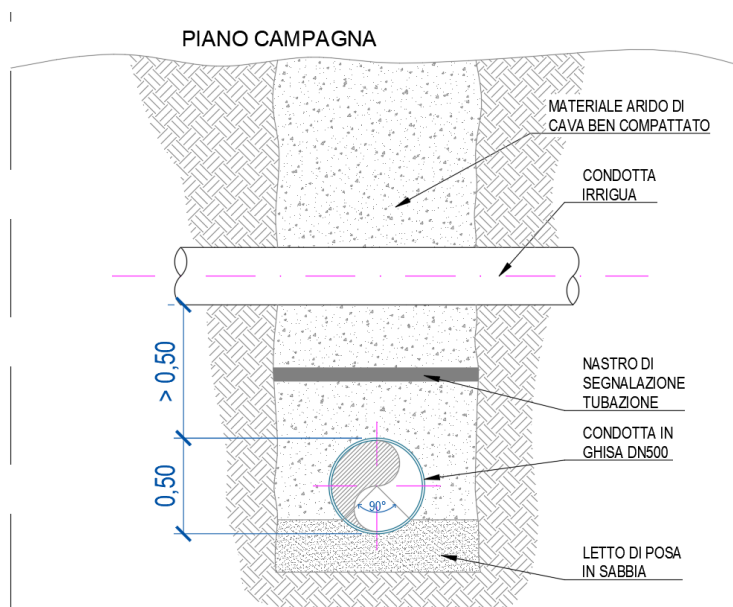 PIANO CAMPAGNA
MATERIALE ARIDO DI
CAVA BEN COMPATTATO
CONDOTTA
IRRIGUA
> 0,50
NASTRO DI
SEGNALAZIONE
TUBAZIONE
CONDOTTA IN
GHISA DN500
0,50
90°
LETTO DI POSA
IN SABBIA